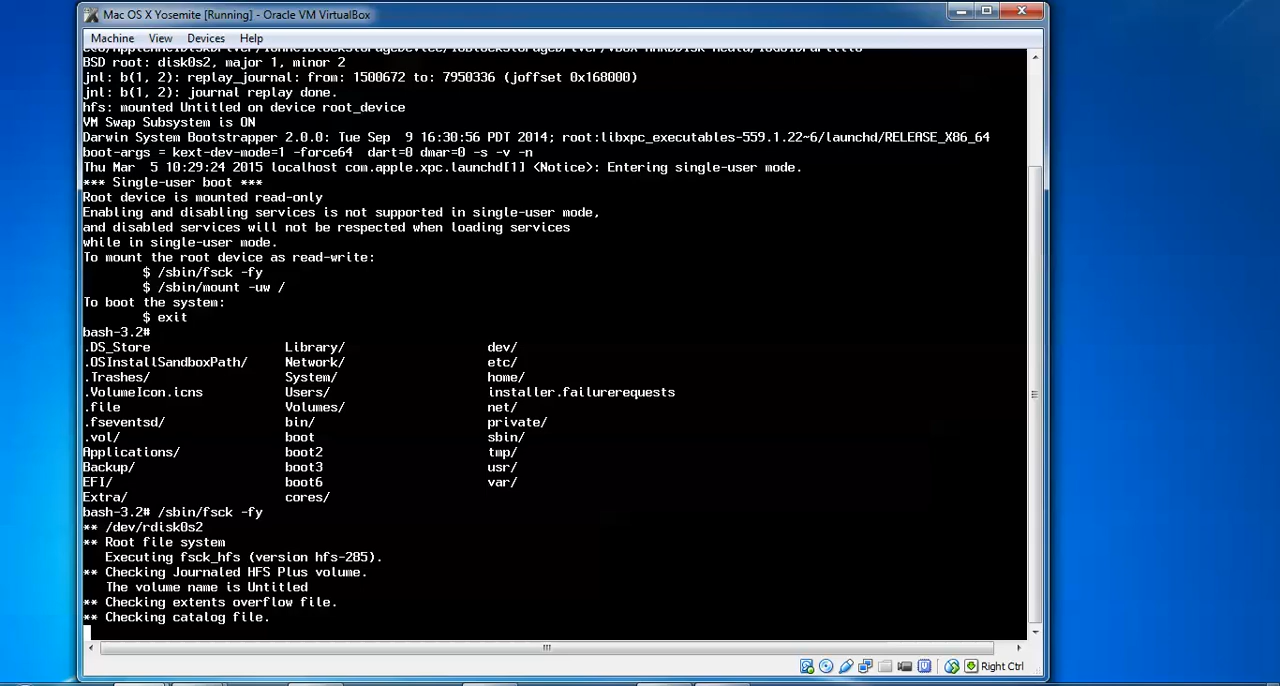 Mac OS X Yosemite [Running] - Oracle VM VirtualBox
Machine View Devices Help
BSD root: disk0s2, major 1, minor 2
jnl: b(1, 2): replay_journal: from: 1500672 to: 7950336 (joffset 0x168000)
jnl: b(1, 2): journal replay done.
hfs: mounted Untitled on device root_device
VM Swap Subsystem is ON
Darwin System Bootstrapper 2.0.0: Tue Sep  9 16:30:56 PDT 2014; root:libxpc_executables-559.1.22~6/launchd/RELEASE_X86_64
boot-args = kext-dev-mode=1 -force64  dart=0 dmar=0 -s -v -n
Thu Mar  5 10:29:24 2015 localhost com.apple.xpc.launchd[1] <Notice>: Entering single-user mode.
*** Single-user boot ***
Root device is mounted read-only
Enabling and disabling services is not supported in single-user mode,
and disabled services will not be respected when loading services
while in single-user mode.
To mount the root device as read-write:
$ /sbin/fsck -fy
$ /sbin/mount -uw /
To boot the system:
$ exit
bash-3.2#
.DS_Store Library/ dev/
.OSInstallSandboxPath/ Network/ etc/
.Trashes/ System/ home/
.VolumeIcon.icns Users/ installer.failurerequests
.file Volumes/ net/
.fseventsd/ bin/ private/
.vol/ boot sbin/
Applications/ boot2 tmp/
Backup/ boot3 usr/
EFI/ boot6 var/
Extra/ cores/
bash-3.2# /sbin/fsck -fy
** /dev/rdisk0s2
** Root file system
Executing fsck_hfs (version hfs-285).
** Checking Journaled HFS Plus volume.
The volume name is Untitled
** Checking extents overflow file.
** Checking catalog file.
Right Ctrl